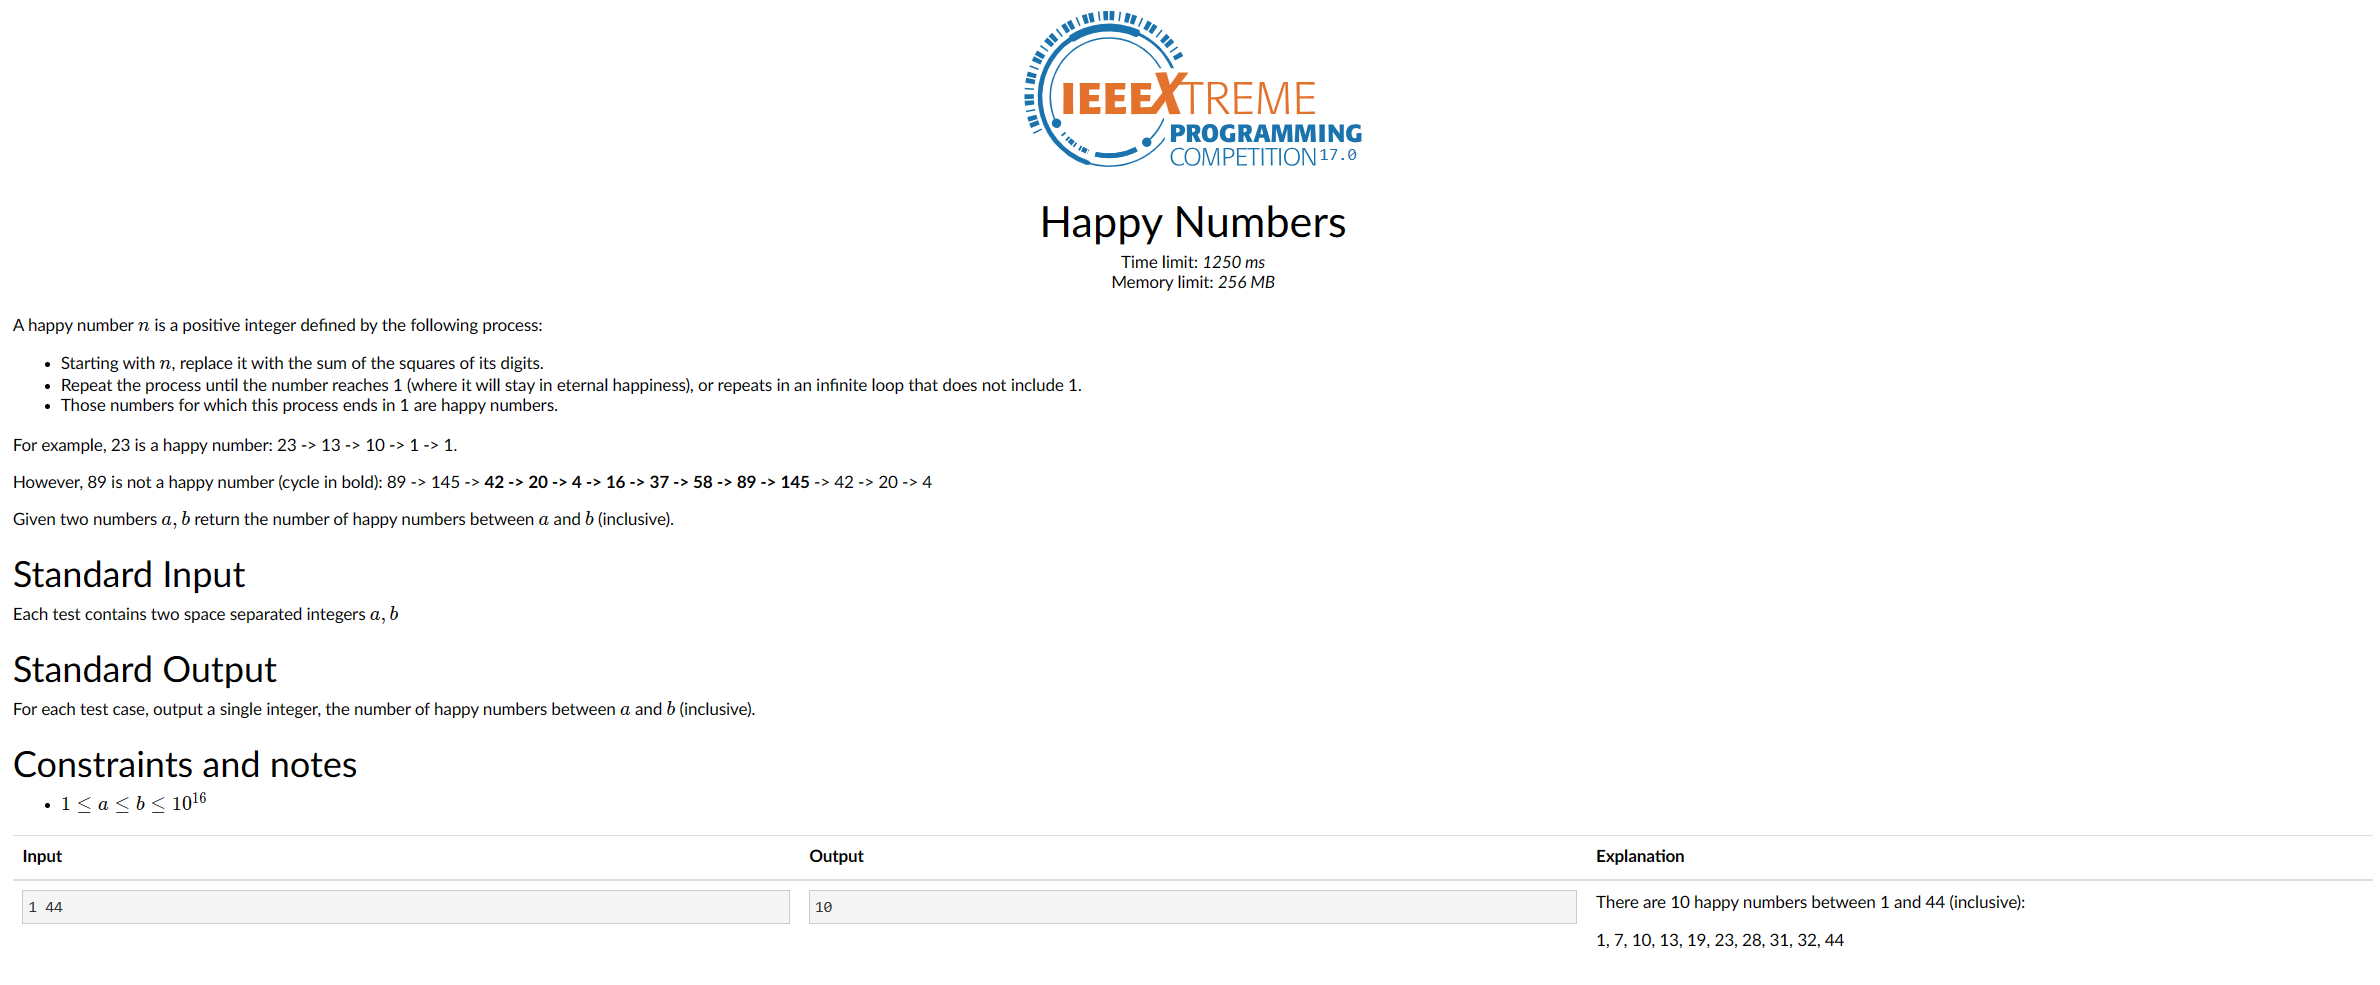 IEEEXTREME
PROGRAMMING
COMPETITION 17.0
Happy Numbers
Time limit: 1250 ms
Memory limit: 256 MB
A happy number n is a positive integer defined by the following process:
• Starting with n, replace it with the sum of the squares of its digits.
• Repeat the process until the number reaches 1 (where it will stay in eternal happiness), or repeats in an infinite loop that does not include 1.
• Those numbers for which this process ends in 1 are happy numbers.
For example, 23 is a happy number: 23 -> 13 -> 10 -> 1 -> 1.
However, 89 is not a happy number (cycle in bold): 89 -> 145 -> 42 -> 20 -> 4 -> 16 -> 37 -> 58 -> 89 -> 145 -> 42 -> 20 -> 4
Given two numbers a, b return the number of happy numbers between a and b (inclusive).
Standard Input
Each test contains two space separated integers a, b
Standard Output
For each test case, output a single integer, the number of happy numbers between a and b (inclusive).
Constraints and notes
• 1 ≤ a ≤ b ≤ 10^16
Input Output Explanation
1 44 10 There are 10 happy numbers between 1 and 44 (inclusive):
1, 7, 10, 13, 19, 23, 28, 31, 32, 44